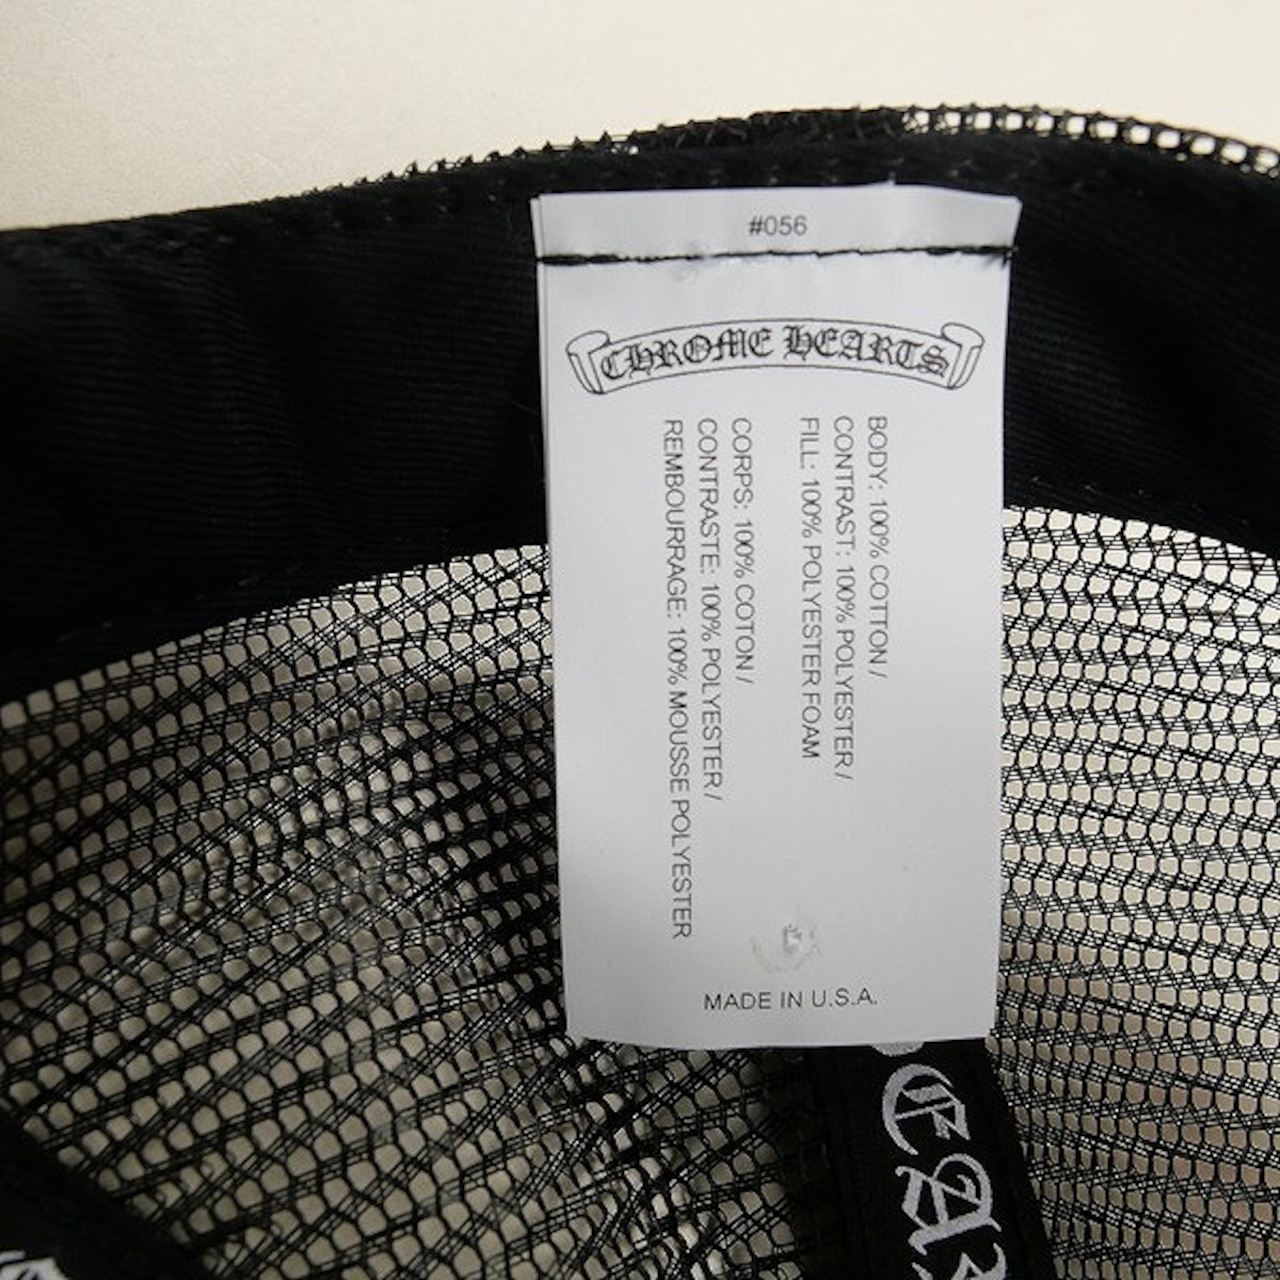 #056
CHROME HEARTS
BODY: 100% COTTON /
CONTRAST: 100% POLYESTER /
FILL: 100% POLYESTER FOAM
CORPS: 100% COTON /
CONTRASTE: 100% POLYESTER /
REMBOURRAGE: 100% MOUSSE POLYESTER
MADE IN U.S.A.